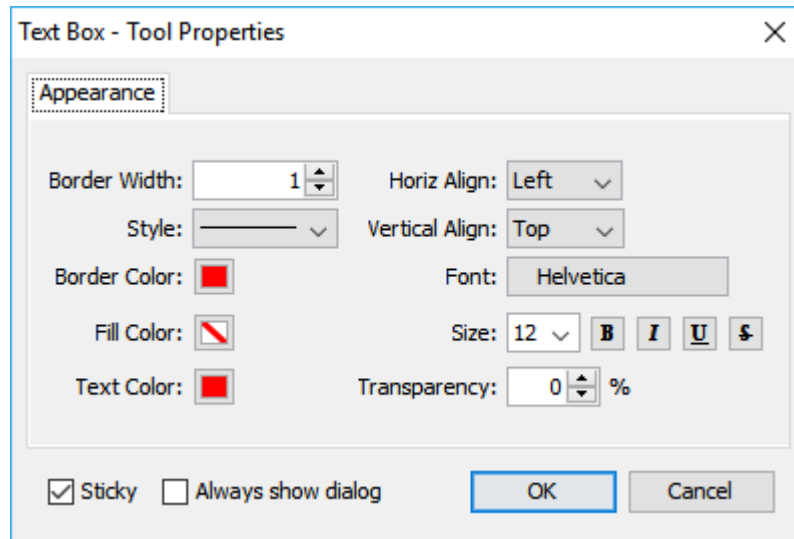 Text Box - Tool Properties
Appearance
Border Width: 1 Horiz Align: Left
Style: Vertical Align: Top
Border Color: Font: Helvetica
Fill Color: Size: 12 B I U S
Text Color: Transparency: 0 %
Sticky Always show dialog OK Cancel